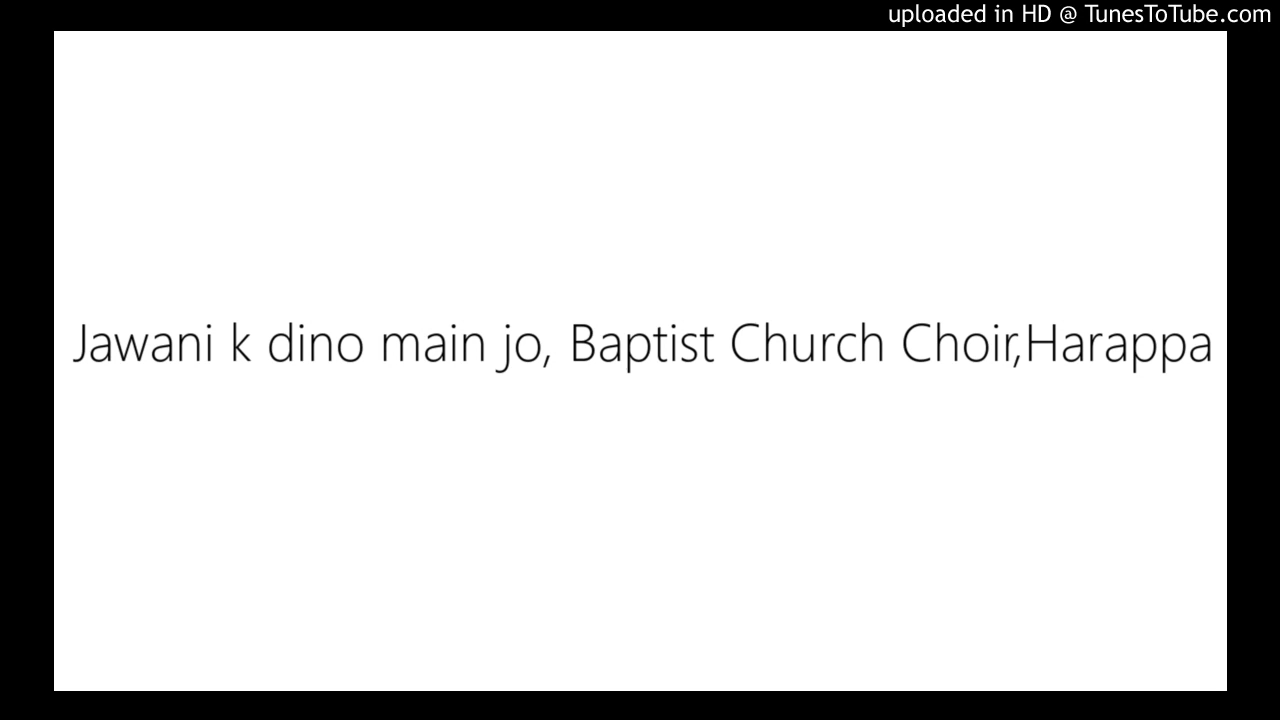 uploaded in HD @ TunesToTube.com
Jawani k dino main jo, Baptist Church Choir,Harappa